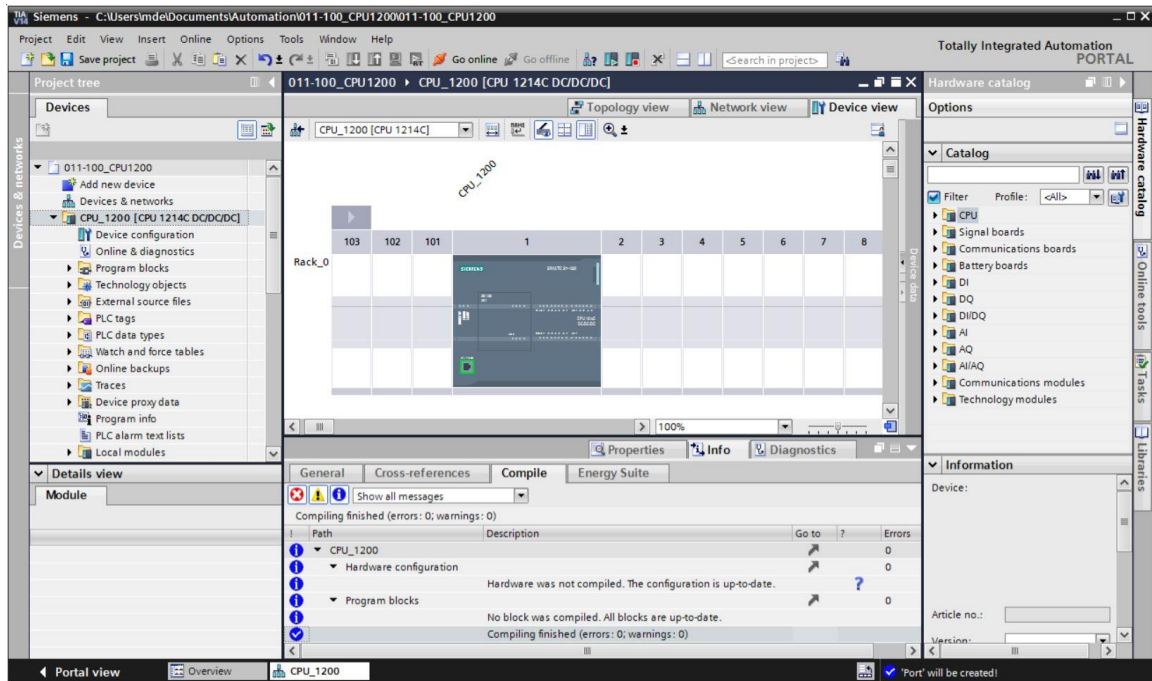 TIA V14 Siemens - C:\Users\mde\Documents\Automation\011-100_CPU1200\011-100_CPU1200
Project Edit View Insert Online Options Tools Window Help
Totally Integrated Automation
PORTAL
Save project Go online Go offline <Search in project>
Project tree
Devices
Devices & networks
011-100_CPU1200
Add new device
Devices & networks
CPU_1200 [CPU 1214C DC/DC/DC]
Device configuration
Online & diagnostics
Program blocks
Technology objects
External source files
PLC tags
PLC data types
Watch and force tables
Online backups
Traces
Device proxy data
Program info
PLC alarm text lists
Local modules
Details view
Module
011-100_CPU1200 CPU_1200 [CPU 1214C DC/DC/DC]
Topology view Network view Device view
CPU_1200 [CPU 1214C]
CPU_1200
103 102 101 1 2 3 4 5 6 7 8
Rack_0
SIEMENS
Device data
100%
Properties Info Diagnostics
General Cross-references Compile Energy Suite
Show all messages
Compiling finished (errors: 0; warnings: 0)
! Path Description Go to ? Errors
CPU_1200 0
Hardware configuration 0
Hardware was not compiled. The configuration is up-to-date. ?
Program blocks 0
No block was compiled. All blocks are up-to-date.
Compiling finished (errors: 0; warnings: 0)
Hardware catalog
Options
Catalog
Filter Profile: <All>
CPU
Signal boards
Communications boards
Battery boards
DI
DQ
DI/DQ
AI
AQ
AI/AQ
Communications modules
Technology modules
Information
Device:
Article no.:
Version:
Hardware catalog
Online tools
Tasks
Libraries
Portal view Overview CPU_1200 'Port' will be created!